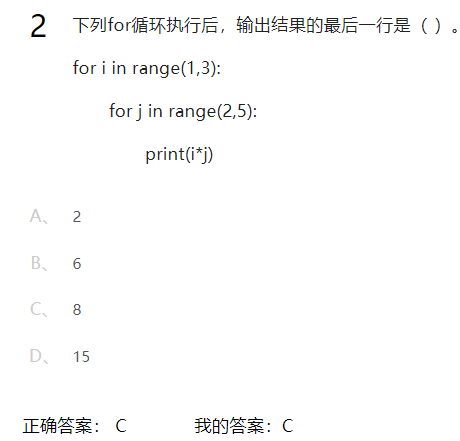 2 下列for循环执行后，输出结果的最后一行是（ ）。
for i in range(1,3):
for j in range(2,5):
print(i*j)
A、 2
B、 6
C、 8
D、 15
正确答案： C 我的答案：C